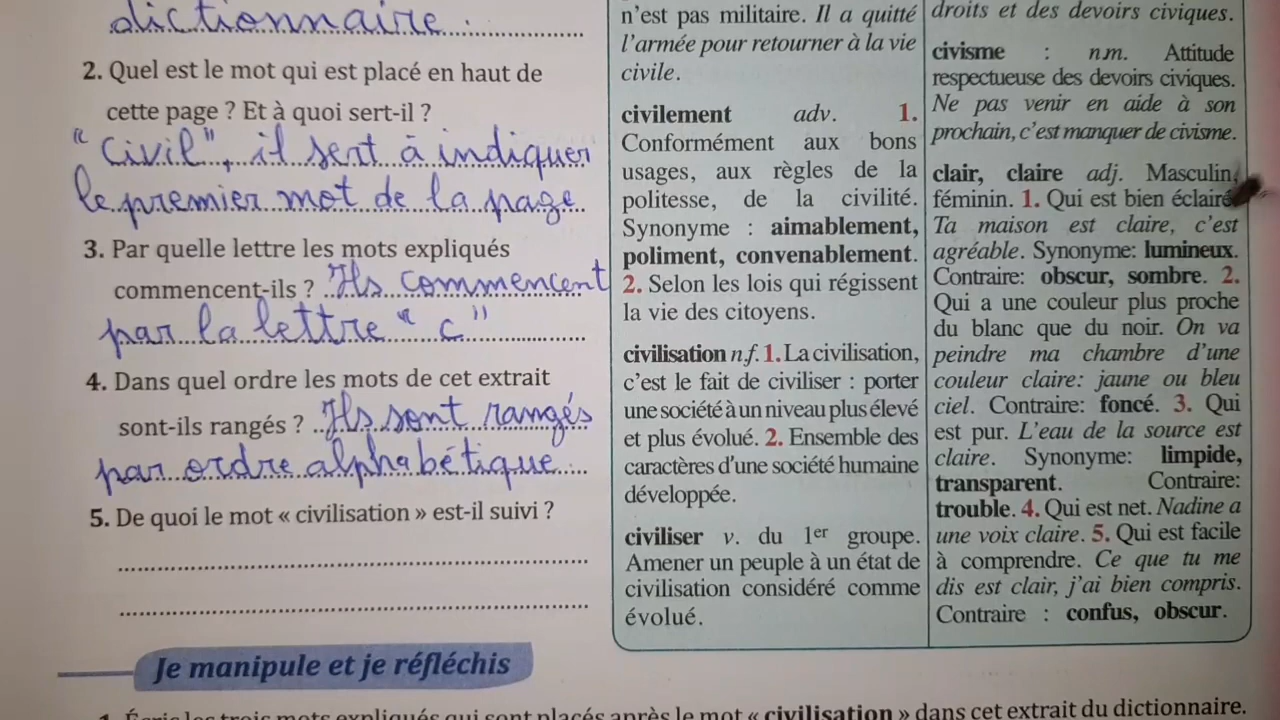 dictionnaire
2. Quel est le mot qui est placé en haut de
cette page ? Et à quoi sert-il ?
"Civil", il sert à indiquer
le premier mot de la page
3. Par quelle lettre les mots expliqués
commencent-ils ? Ils commencent
par la lettre "c"
4. Dans quel ordre les mots de cet extrait
sont-ils rangés ? Ils sont rangés
par ordre alphabétique
5. De quoi le mot « civilisation » est-il suivi ?
Je manipule et je réfléchis
n'est pas militaire. Il a quitté
l'armée pour retourner à la vie
civile.
civilement adv. 1.
Conformément aux bons
usages, aux règles de la
politesse, de la civilité.
Synonyme : aimablement,
poliment, convenablement.
2. Selon les lois qui régissent
la vie des citoyens.
civilisation n.f. 1. La civilisation,
c'est le fait de civiliser : porter
une société à un niveau plus élevé
et plus évolué. 2. Ensemble des
caractères d'une société humaine
développée.
civiliser v. du 1er groupe.
Amener un peuple à un état de
civilisation considéré comme
évolué.
droits et des devoirs civiques.
civisme : n.m. Attitude
respectueuse des devoirs civiques.
Ne pas venir en aide à son
prochain, c'est manquer de civisme.
clair, claire adj. Masculin,
féminin. 1. Qui est bien éclairé.
Ta maison est claire, c'est
agréable. Synonyme: lumineux.
Contraire: obscur, sombre. 2.
Qui a une couleur plus proche
du blanc que du noir. On va
peindre ma chambre d'une
couleur claire: jaune ou bleu
ciel. Contraire: foncé. 3. Qui
est pur. L'eau de la source est
claire. Synonyme: limpide,
transparent. Contraire:
trouble. 4. Qui est net. Nadine a
une voix claire. 5. Qui est facile
à comprendre. Ce que tu me
dis est clair, j'ai bien compris.
Contraire : confus, obscur.
1. Écris les trois mots expliqués qui sont placés après le mot « civilisation » dans cet extrait du dictionnaire.